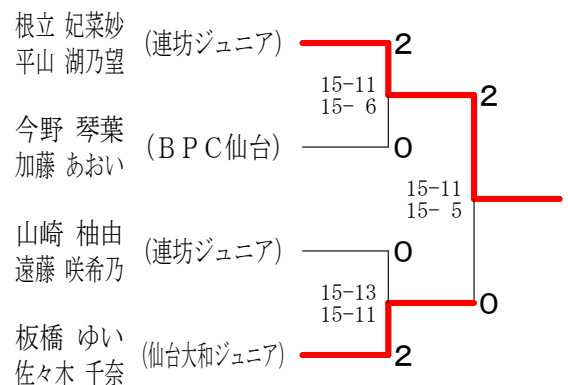 根立 妃菜妙
平山 湖乃望
(連坊ジュニア)
2
15-11
15- 6
2
今野 琴葉
加藤 あおい
(ＢＰＣ仙台)
0
15-11
15- 5
山崎 柚由
遠藤 咲希乃
(連坊ジュニア)
0
15-13
15-11
0
板橋 ゆい
佐々木 千奈
(仙台大和ジュニア)
2